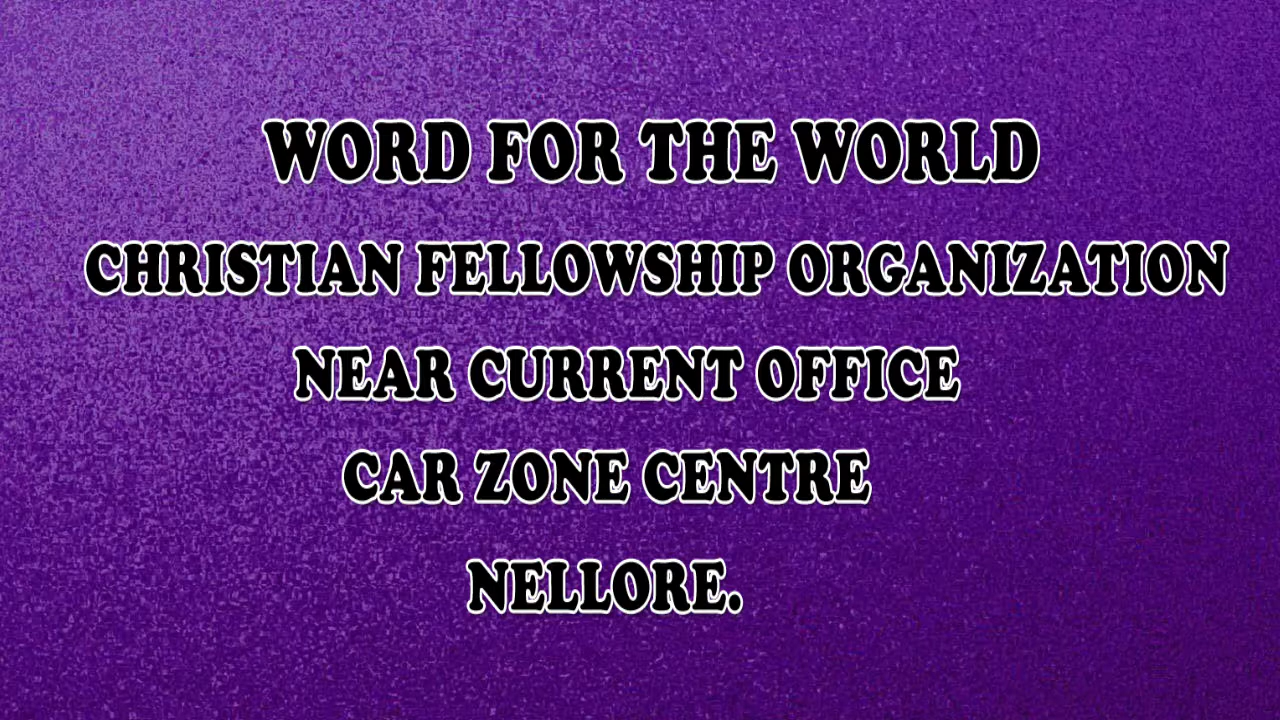 WORD FOR THE WORLD
CHRISTIAN FELLOWSHIP ORGANIZATION
NEAR CURRENT OFFICE
CAR ZONE CENTRE
NELLORE.